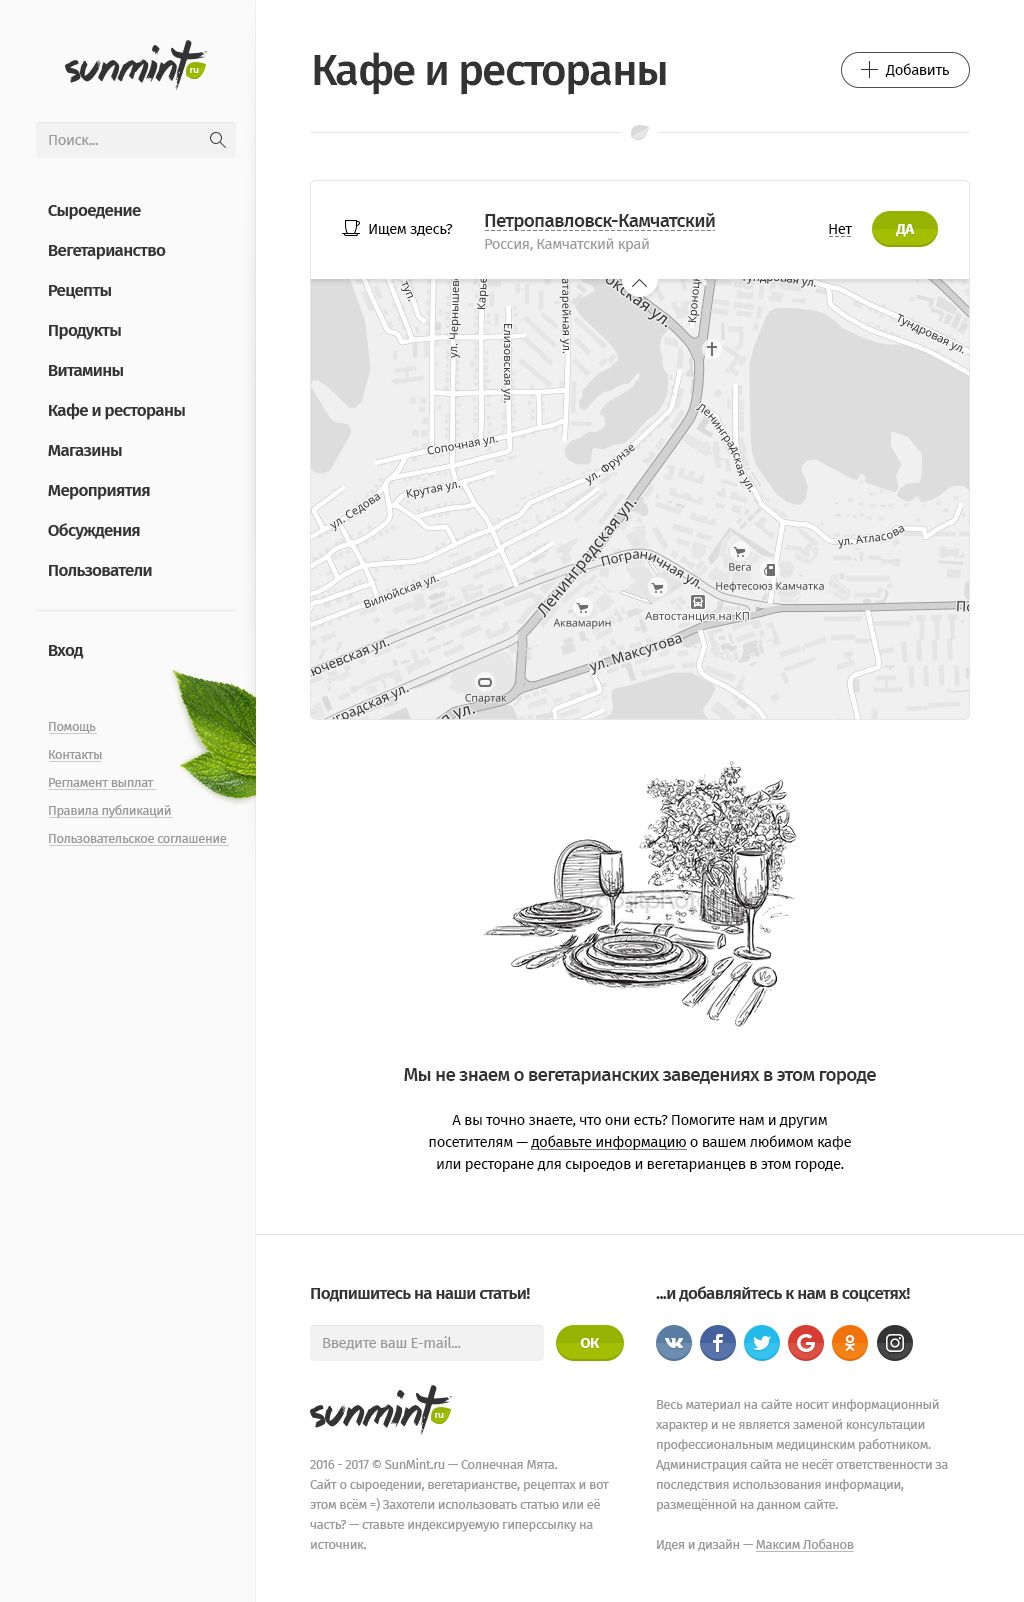 sunmint ru
Поиск...
Сыроедение
Вегетарианство
Рецепты
Продукты
Витамины
Кафе и рестораны
Магазины
Мероприятия
Обсуждения
Пользователи
Вход
Помощь
Контакты
Регламент выплат
Правила публикаций
Пользовательское соглашение
Кафе и рестораны
Добавить
Ищем здесь?
Петропавловск-Камчатский
Россия, Камчатский край
Нет
ДА
ул. Чернышевс
Елизовская ул.
Тундровая ул.
Сопочная ул.
ул. Фрунзе
Ленинградская ул.
Крутая ул.
ул. Седова
ул. Атласова
Пограничная ул.
Ленинградская ул.
Вега
Нефтесоюз Камчатка
Вилюйская ул.
Аквамарин
Автостанция на КП
ул. Максутова
Спартак
Мы не знаем о вегетарианских заведениях в этом городе
А вы точно знаете, что они есть? Помогите нам и другим
посетителям — добавьте информацию о вашем любимом кафе
или ресторане для сыроедов и вегетарианцев в этом городе.
Подпишитесь на наши статьи!
Введите ваш E-mail...
ОК
sunmint ru
2016 - 2017 © SunMint.ru — Солнечная Мята.
Сайт о сыроедении, вегетарианстве, рецептах и вот
этом всём =) Захотели использовать статью или её
часть? — ставьте индексируемую гиперссылку на
источник.
...и добавляйтесь к нам в соцсетях!
Весь материал на сайте носит информационный
характер и не является заменой консультации
профессиональным медицинским работником.
Администрация сайта не несёт ответственности за
последствия использования информации,
размещённой на данном сайте.
Идея и дизайн — Максим Лобанов